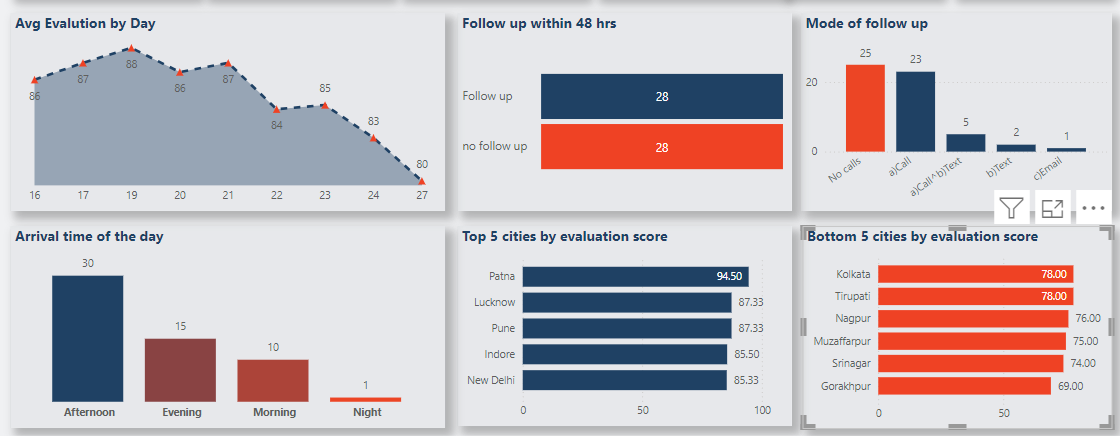 Avg Evalution by Day
86
87
88
86
87
84
85
83
80
16 17 19 20 21 22 23 24 27
Follow up within 48 hrs
Follow up 28
no follow up 28
Mode of follow up
20
0
25
23
5
2
1
No calls
a)Call
a)Call^b)Text
b)Text
c)Email
Arrival time of the day
30
15
10
1
Afternoon Evening Morning Night
Top 5 cities by evaluation score
Patna 94.50
Lucknow 87.33
Pune 87.33
Indore 85.50
New Delhi 85.33
0 50 100
Bottom 5 cities by evaluation score
Kolkata 78.00
Tirupati 78.00
Nagpur 76.00
Muzaffarpur 75.00
Srinagar 74.00
Gorakhpur 69.00
0 50